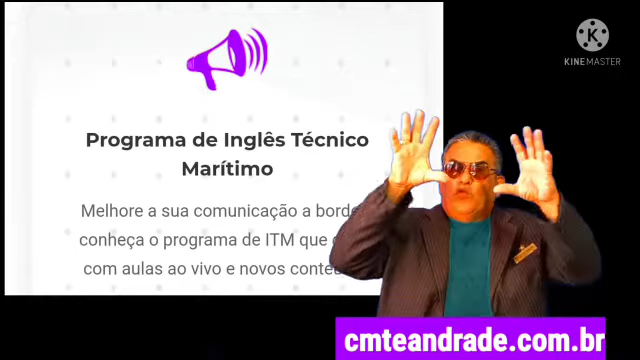 KINEMASTER
Programa de Inglês Técnico
Marítimo
Melhore a sua comunicação a bordo
conheça o programa de ITM que
com aulas ao vivo e novos
cmteandrade.com.br